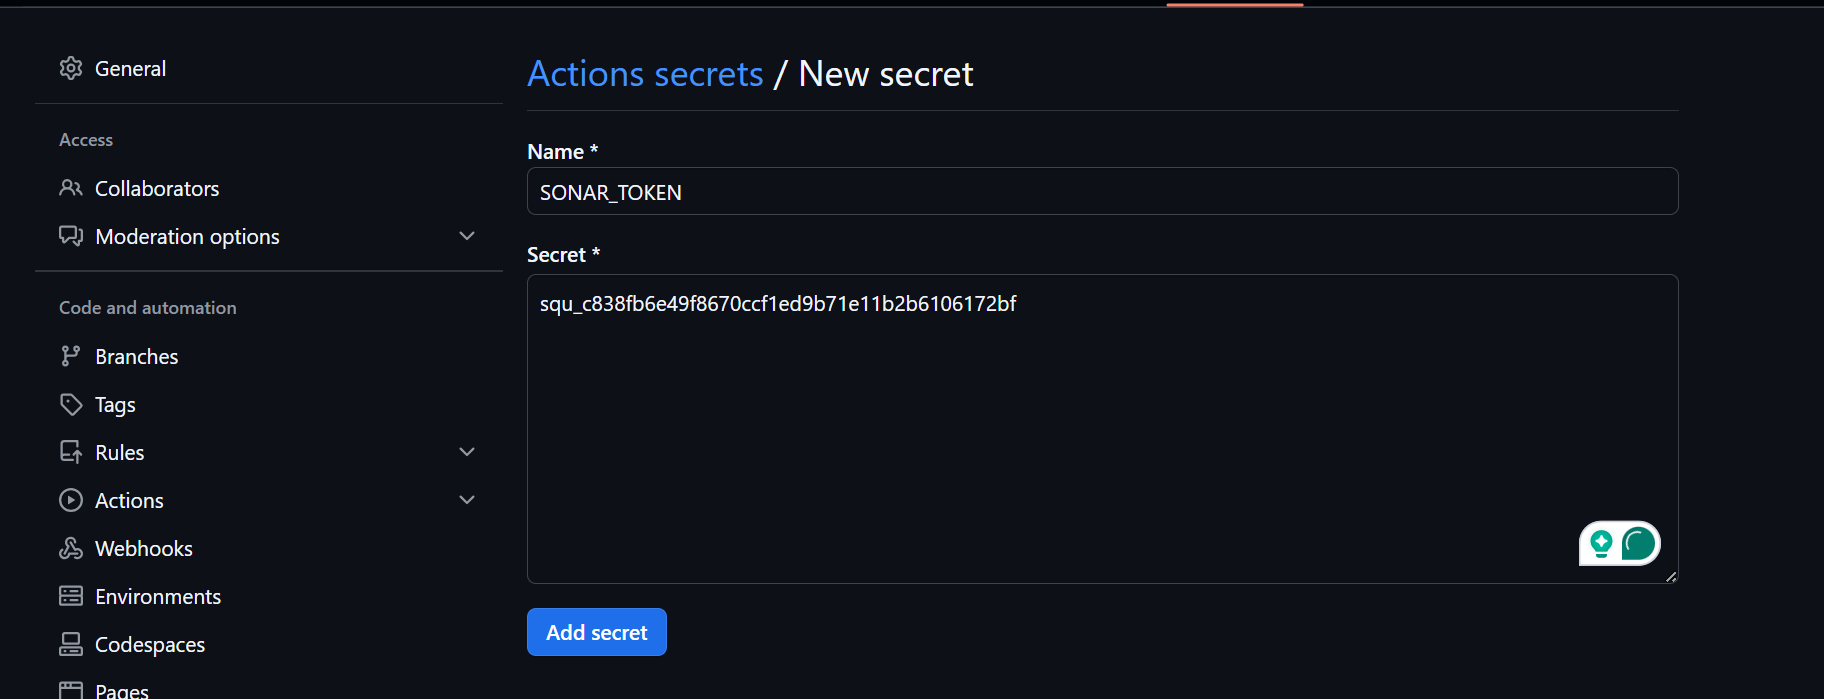 General
Access
Collaborators
Moderation options
Code and automation
Branches
Tags
Rules
Actions
Webhooks
Environments
Codespaces
Pages
Actions secrets / New secret
Name *
SONAR_TOKEN
Secret *
squ_c838fb6e49f8670ccf1ed9b71e11b2b6106172bf
Add secret